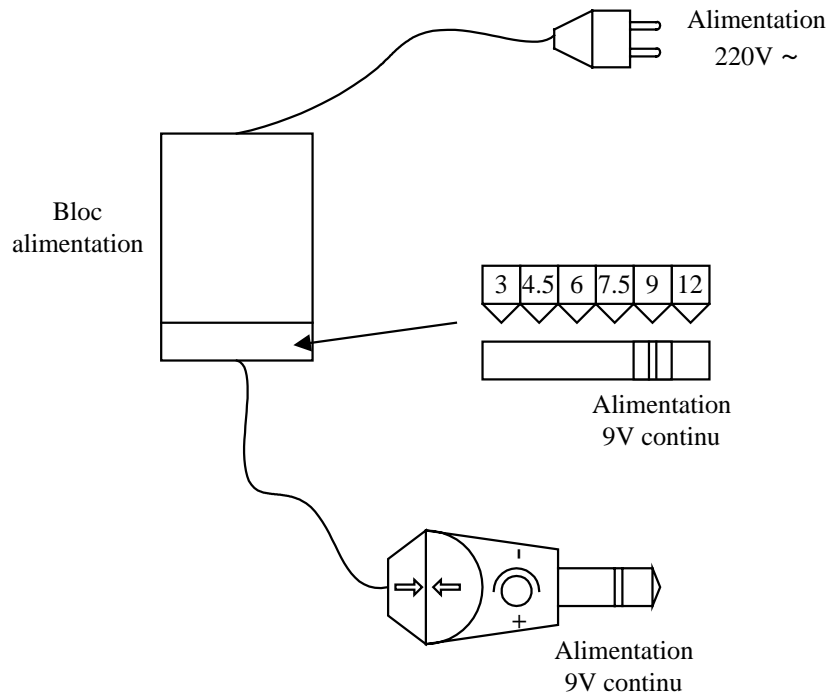 Alimentation
220V ~
Bloc
alimentation
3 4.5 6 7.5 9 12
Alimentation
9V continu
-
+
Alimentation
9V continu